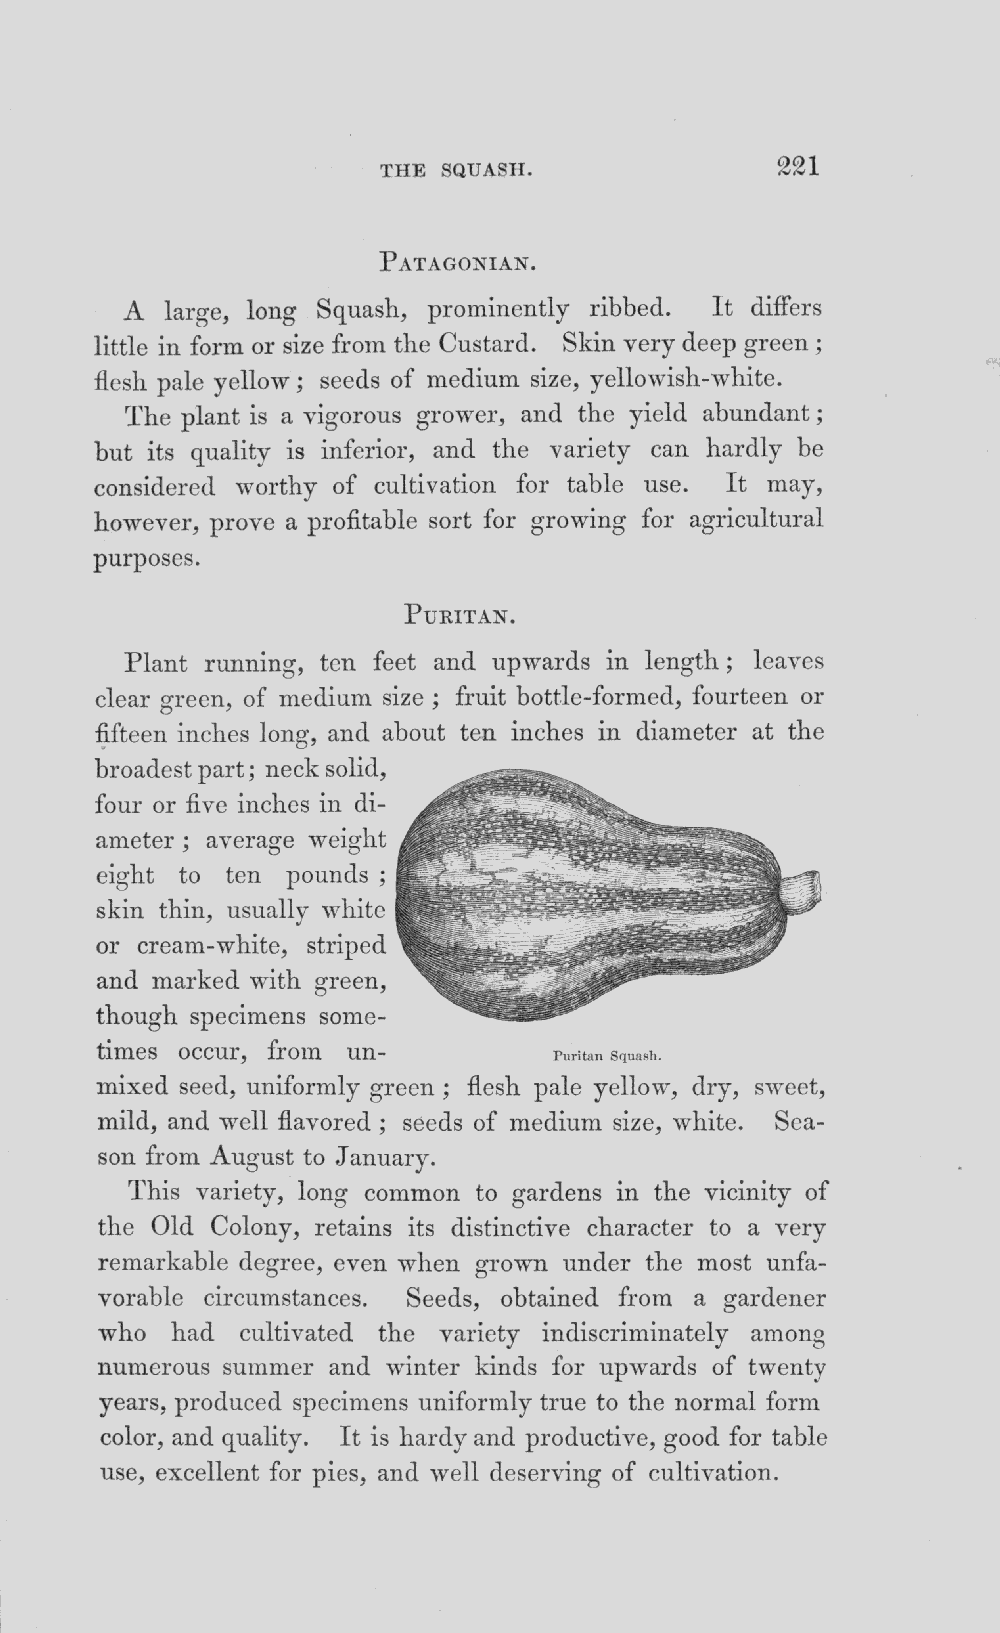 THE SQUASH. 221
PATAGONIAN.
A large, long Squash, prominently ribbed. It differs
little in form or size from the Custard. Skin very deep green;
flesh pale yellow; seeds of medium size, yellowish-white.
The plant is a vigorous grower, and the yield abundant;
but its quality is inferior, and the variety can hardly be
considered worthy of cultivation for table use. It may,
however, prove a profitable sort for growing for agricultural
purposes.
PURITAN.
Plant running, ten feet and upwards in length; leaves
clear green, of medium size; fruit bottle-formed, fourteen or
fifteen inches long, and about ten inches in diameter at the
broadest part; neck solid,
four or five inches in di-
ameter; average weight
eight to ten pounds;
skin thin, usually white
or cream-white, striped
and marked with green,
though specimens some-
times occur, from un-
Puritan Squash.
mixed seed, uniformly green; flesh pale yellow, dry, sweet,
mild, and well flavored; seeds of medium size, white. Sea-
son from August to January.
This variety, long common to gardens in the vicinity of
the Old Colony, retains its distinctive character to a very
remarkable degree, even when grown under the most unfa-
vorable circumstances. Seeds, obtained from a gardener
who had cultivated the variety indiscriminately among
numerous summer and winter kinds for upwards of twenty
years, produced specimens uniformly true to the normal form
color, and quality. It is hardy and productive, good for table
use, excellent for pies, and well deserving of cultivation.